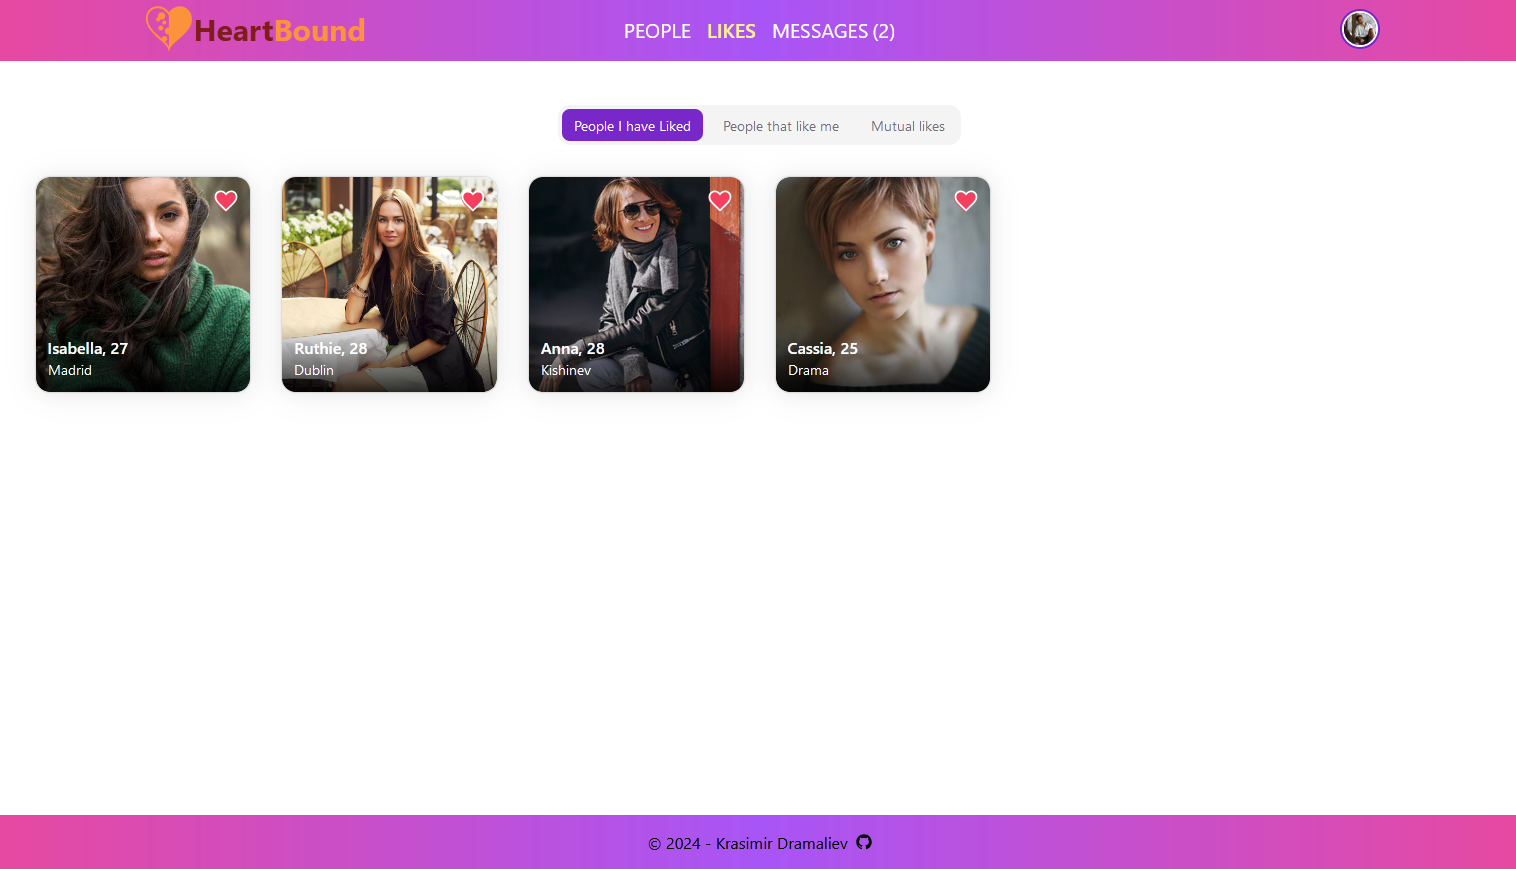 HeartBound
PEOPLE LIKES MESSAGES (2)
People I have Liked People that like me Mutual likes
Isabella, 27
Madrid
Ruthie, 28
Dublin
Anna, 28
Kishinev
Cassia, 25
Drama
© 2024 - Krasimir Dramaliev